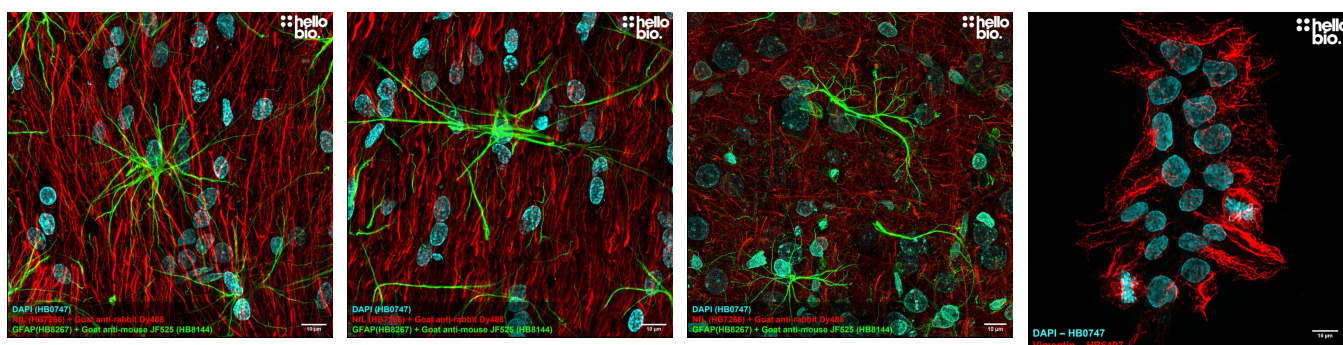 hello
bio.
DAPI (HB0747)
NfL (HB7266) + Goat anti-rabbit Dy488
GFAP(HB8267) + Goat anti-mouse JF525 (HB8144)
10 µm
hello
bio.
DAPI (HB0747)
NfL (HB7266) + Goat anti-rabbit Dy488
GFAP(HB8267) + Goat anti-mouse JF525 (HB8144)
10 µm
hello
bio.
DAPI (HB0747)
NfL (HB7266) + Goat anti-rabbit Dy488
GFAP(HB8267) + Goat anti-mouse JF525 (HB8144)
10 µm
hello
bio.
DAPI – HB0747
10 µm
Vimentin – HB6497